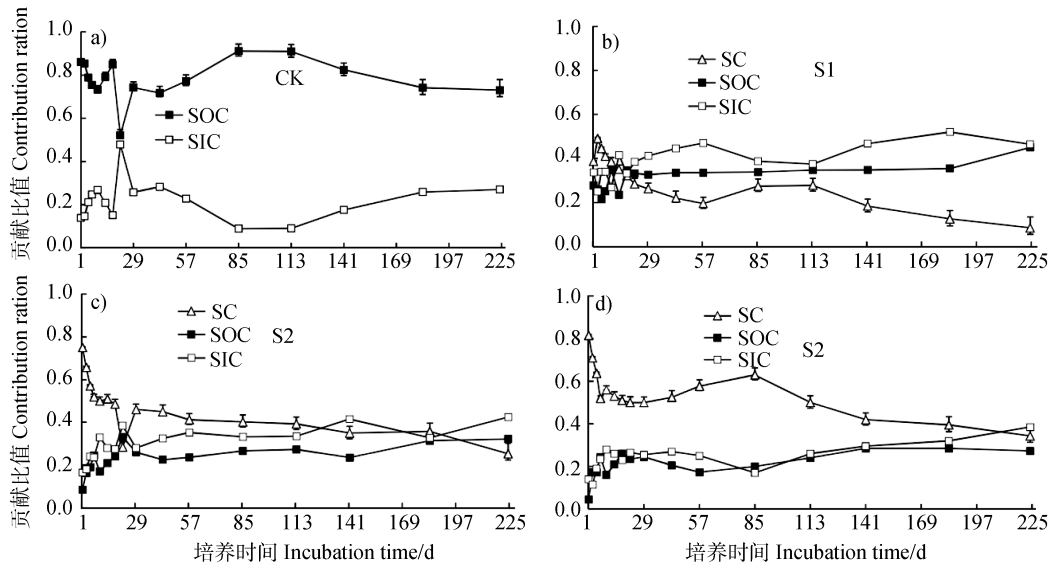 贡献比值 Contribution ration
1.0
0.8
0.6
0.4
0.2
0.0
a)
CK
SOC
SIC
1 29 57 85 113 141 169 197 225
1.0
0.8
0.6
0.4
0.2
0.0
b)
S1
SC
SOC
SIC
1 29 57 85 113 141 169 197 225
贡献比值 Contribution ration
1.0
0.8
0.6
0.4
0.2
0.0
c)
SC
SOC S2
SIC
1 29 57 85 113 141 169 197 225
培养时间 Incubation time/d
1.0
0.8
0.6
0.4
0.2
0.0
d)
SC
SOC
S2
SIC
1 29 57 85 113 141 169 197 225
培养时间 Incubation time/d